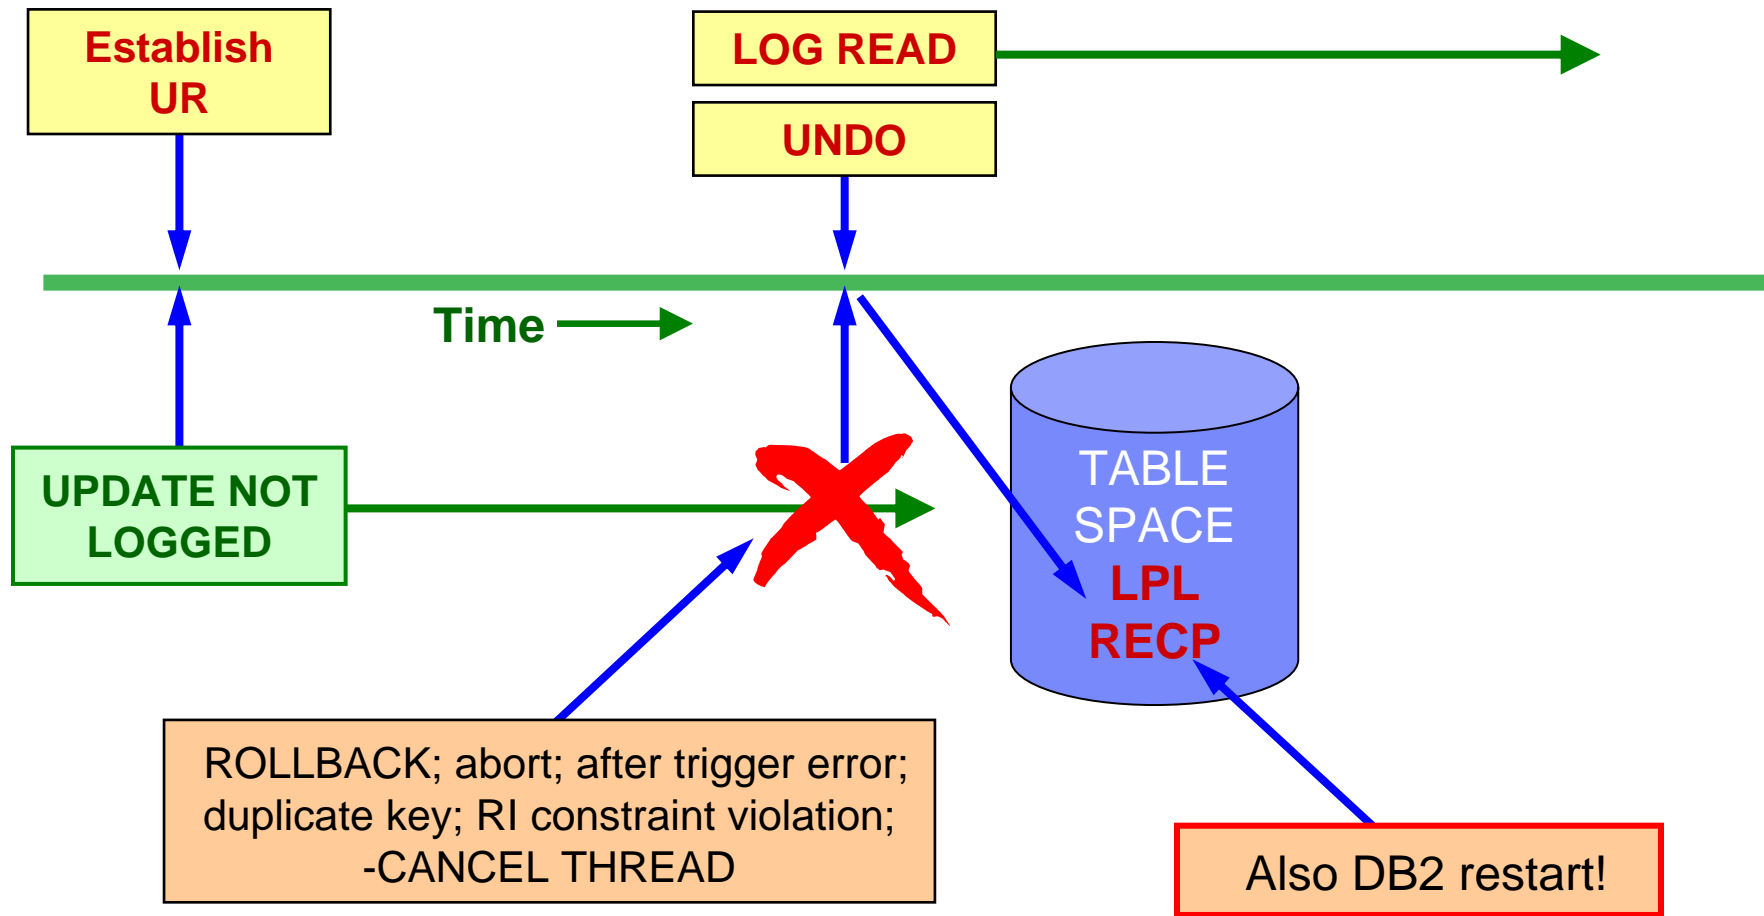 Establish
UR
LOG READ
UNDO
Time
UPDATE NOT
LOGGED
TABLE
SPACE
LPL
RECP
ROLLBACK; abort; after trigger error;
duplicate key; RI constraint violation;
-CANCEL THREAD
Also DB2 restart!